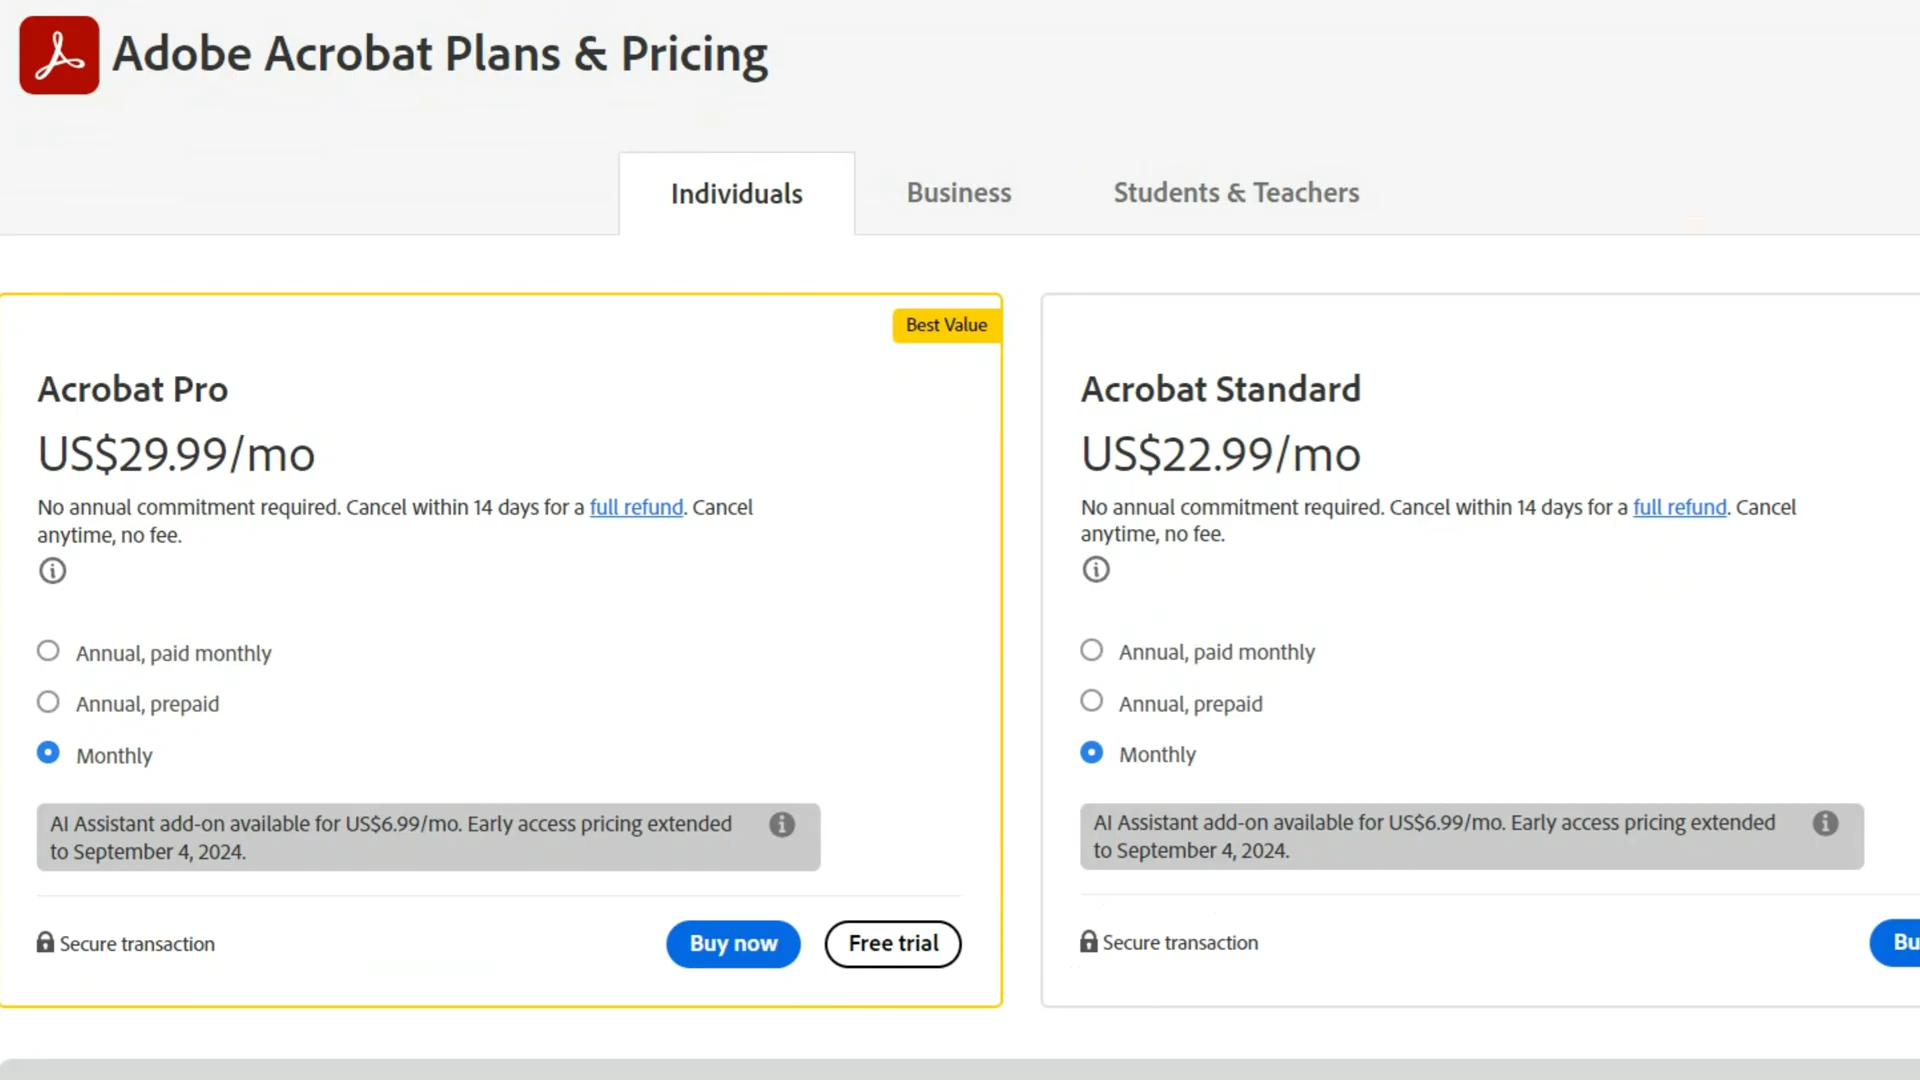 Adobe Acrobat Plans & Pricing
Individuals
Business
Students & Teachers
Best Value
Acrobat Pro
US$29.99/mo
No annual commitment required. Cancel within 14 days for a full refund. Cancel
anytime, no fee.
Annual, paid monthly
Annual, prepaid
Monthly
AI Assistant add-on available for US$6.99/mo. Early access pricing extended
to September 4, 2024.
Secure transaction
Buy now
Free trial
Acrobat Standard
US$22.99/mo
No annual commitment required. Cancel within 14 days for a full refund. Cancel
anytime, no fee.
Annual, paid monthly
Annual, prepaid
Monthly
AI Assistant add-on available for US$6.99/mo. Early access pricing extended
to September 4, 2024.
Secure transaction
Bu